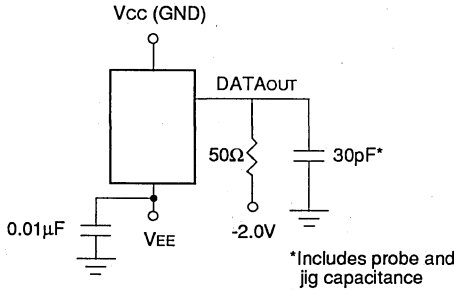 VCC (GND)
DATAOUT
50Ω
30pF*
0.01µF
VEE
-2.0V
*Includes probe and
jig capacitance